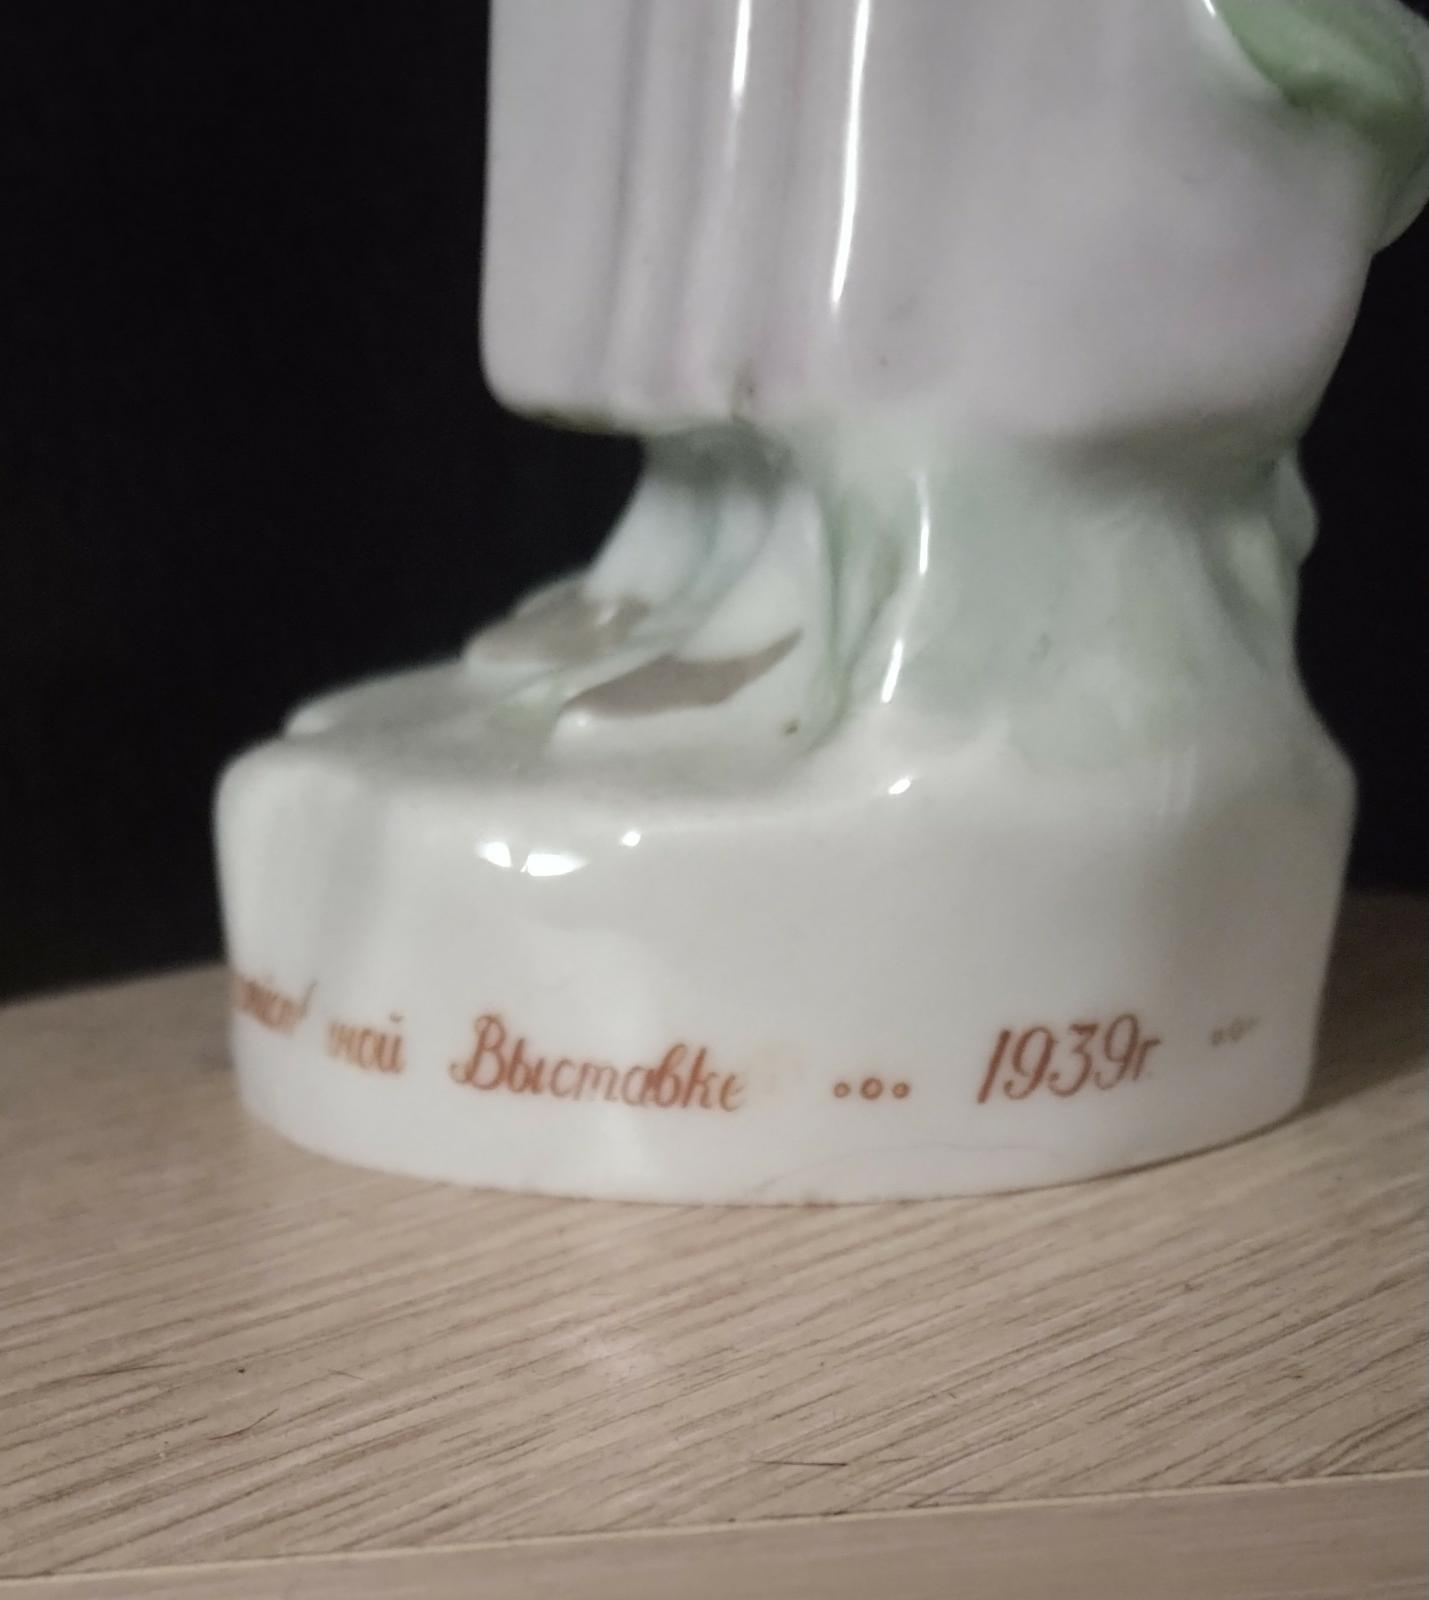 ной Выставке ... 1939г